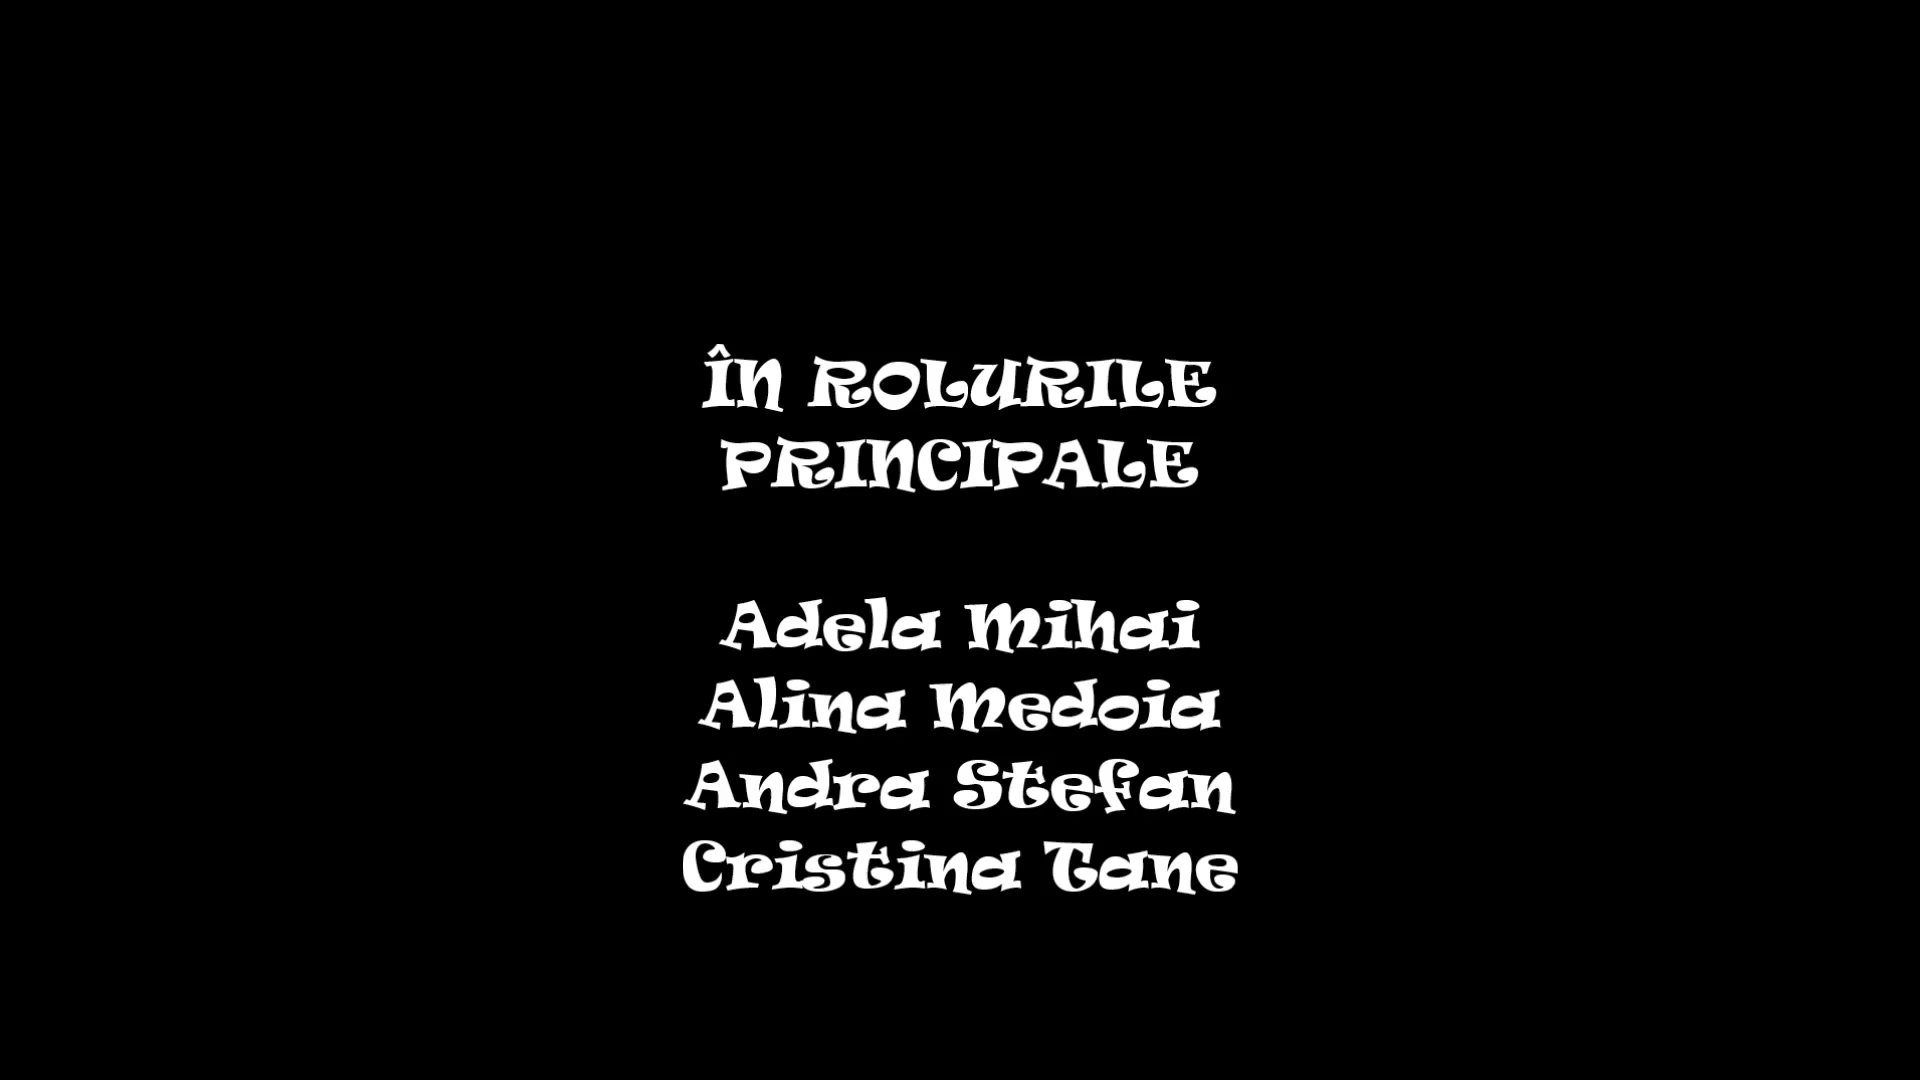 ÎN ROLURILE
PRINCIPALE
Adela Mihai
Alina Medoia
Andra Stefan
Cristina Tane